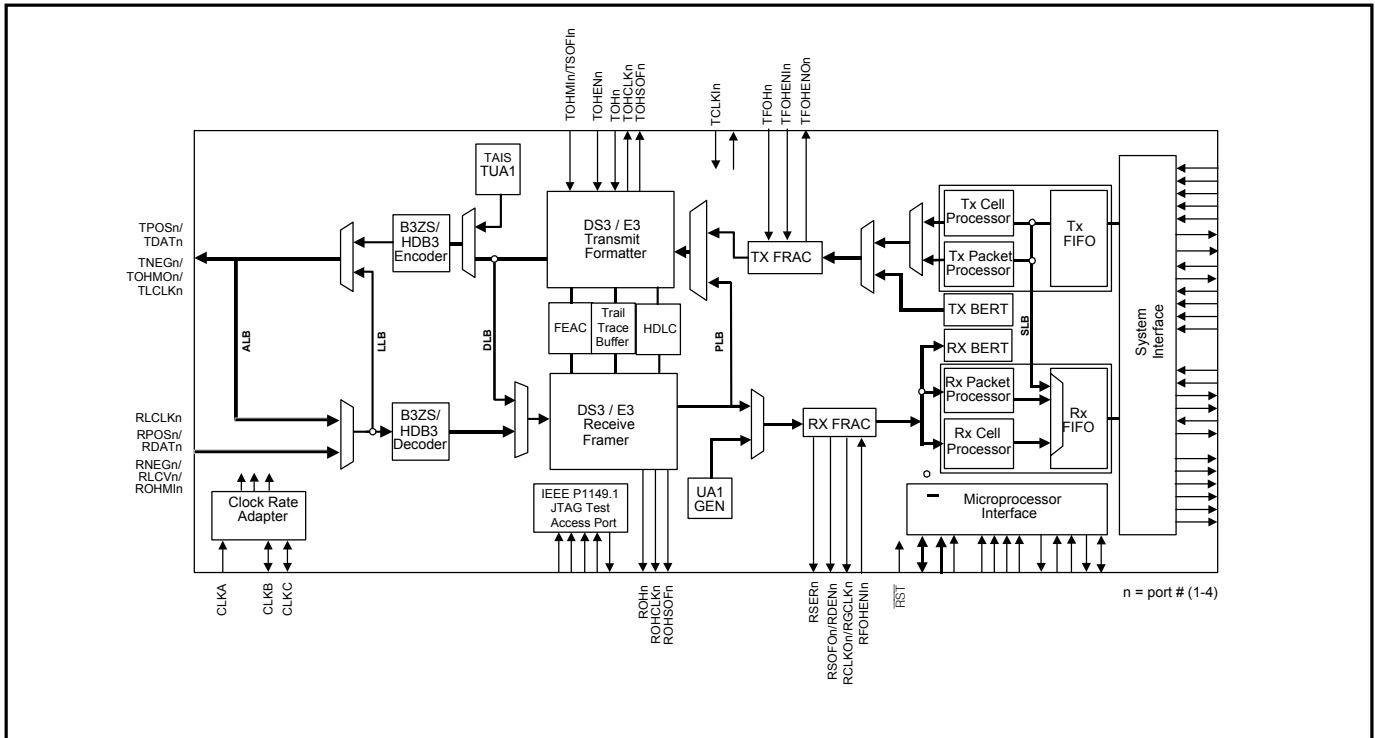 TOHMIn/TSOFIn
TOHENn
TOHn
TOHCLKn
TOHSOFn
TCLKIn
TFOHn
TFOHENIn
TFOHENOn
TAIS
TUA1
B3ZS/
HDB3
Encoder
DS3 / E3
Transmit
Formatter
TX FRAC
Tx Cell
Processor
Tx Packet
Processor
Tx
FIFO
TX BERT
System
Interface
TPOSn/
TDATn
TNEGn/
TOHMOn/
TLCLKn
ALB
LLB
DLB
FEAC
Trail
Trace
Buffer
HDLC
PLB
SLB
RX BERT
RLCLKn
RPOSn/
RDATn
RNEGn/
RLCVn/
ROHMIn
B3ZS/
HDB3
Decoder
DS3 / E3
Receive
Framer
RX FRAC
Rx Packet
Processor
Rx Cell
Processor
Rx
FIFO
Clock Rate
Adapter
IEEE P1149.1
JTAG Test
Access Port
UA1
GEN
Microprocessor
Interface
CLKA
CLKB
CLKC
ROHn
ROHCLKn
ROHSOFn
RSERn
RSOFOn/RDENn
RCLKOn/RGCLKn
RFOHENIn
RST
n = port # (1-4)